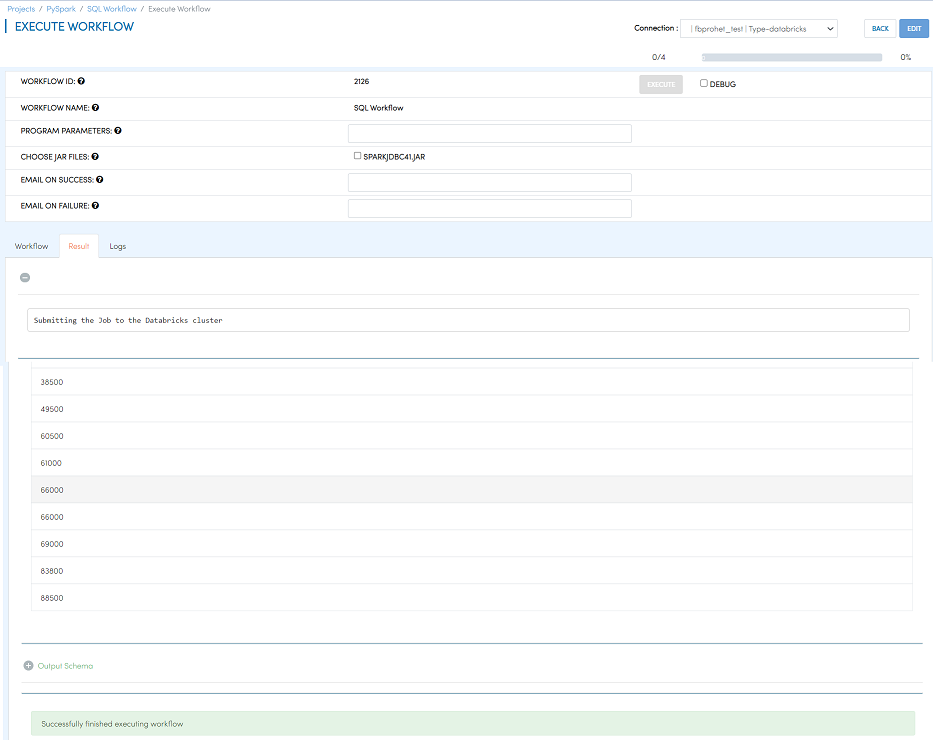 Projects / PySpark / SQL Workflow / Execute Workflow
EXECUTE WORKFLOW
Connection : | fbprohet_test | Type-databricks BACK EDIT
0/4 0%
WORKFLOW ID: 2126 EXECUTE DEBUG
WORKFLOW NAME: SQL Workflow
PROGRAM PARAMETERS:
CHOOSE JAR FILES: SPARKJDBC41.JAR
EMAIL ON SUCCESS:
EMAIL ON FAILURE:
Workflow Result Logs
Submitting the Job to the Databricks cluster
38500
49500
60500
61000
66000
66000
69000
83800
88500
Output Schema
Successfully finished executing workflow